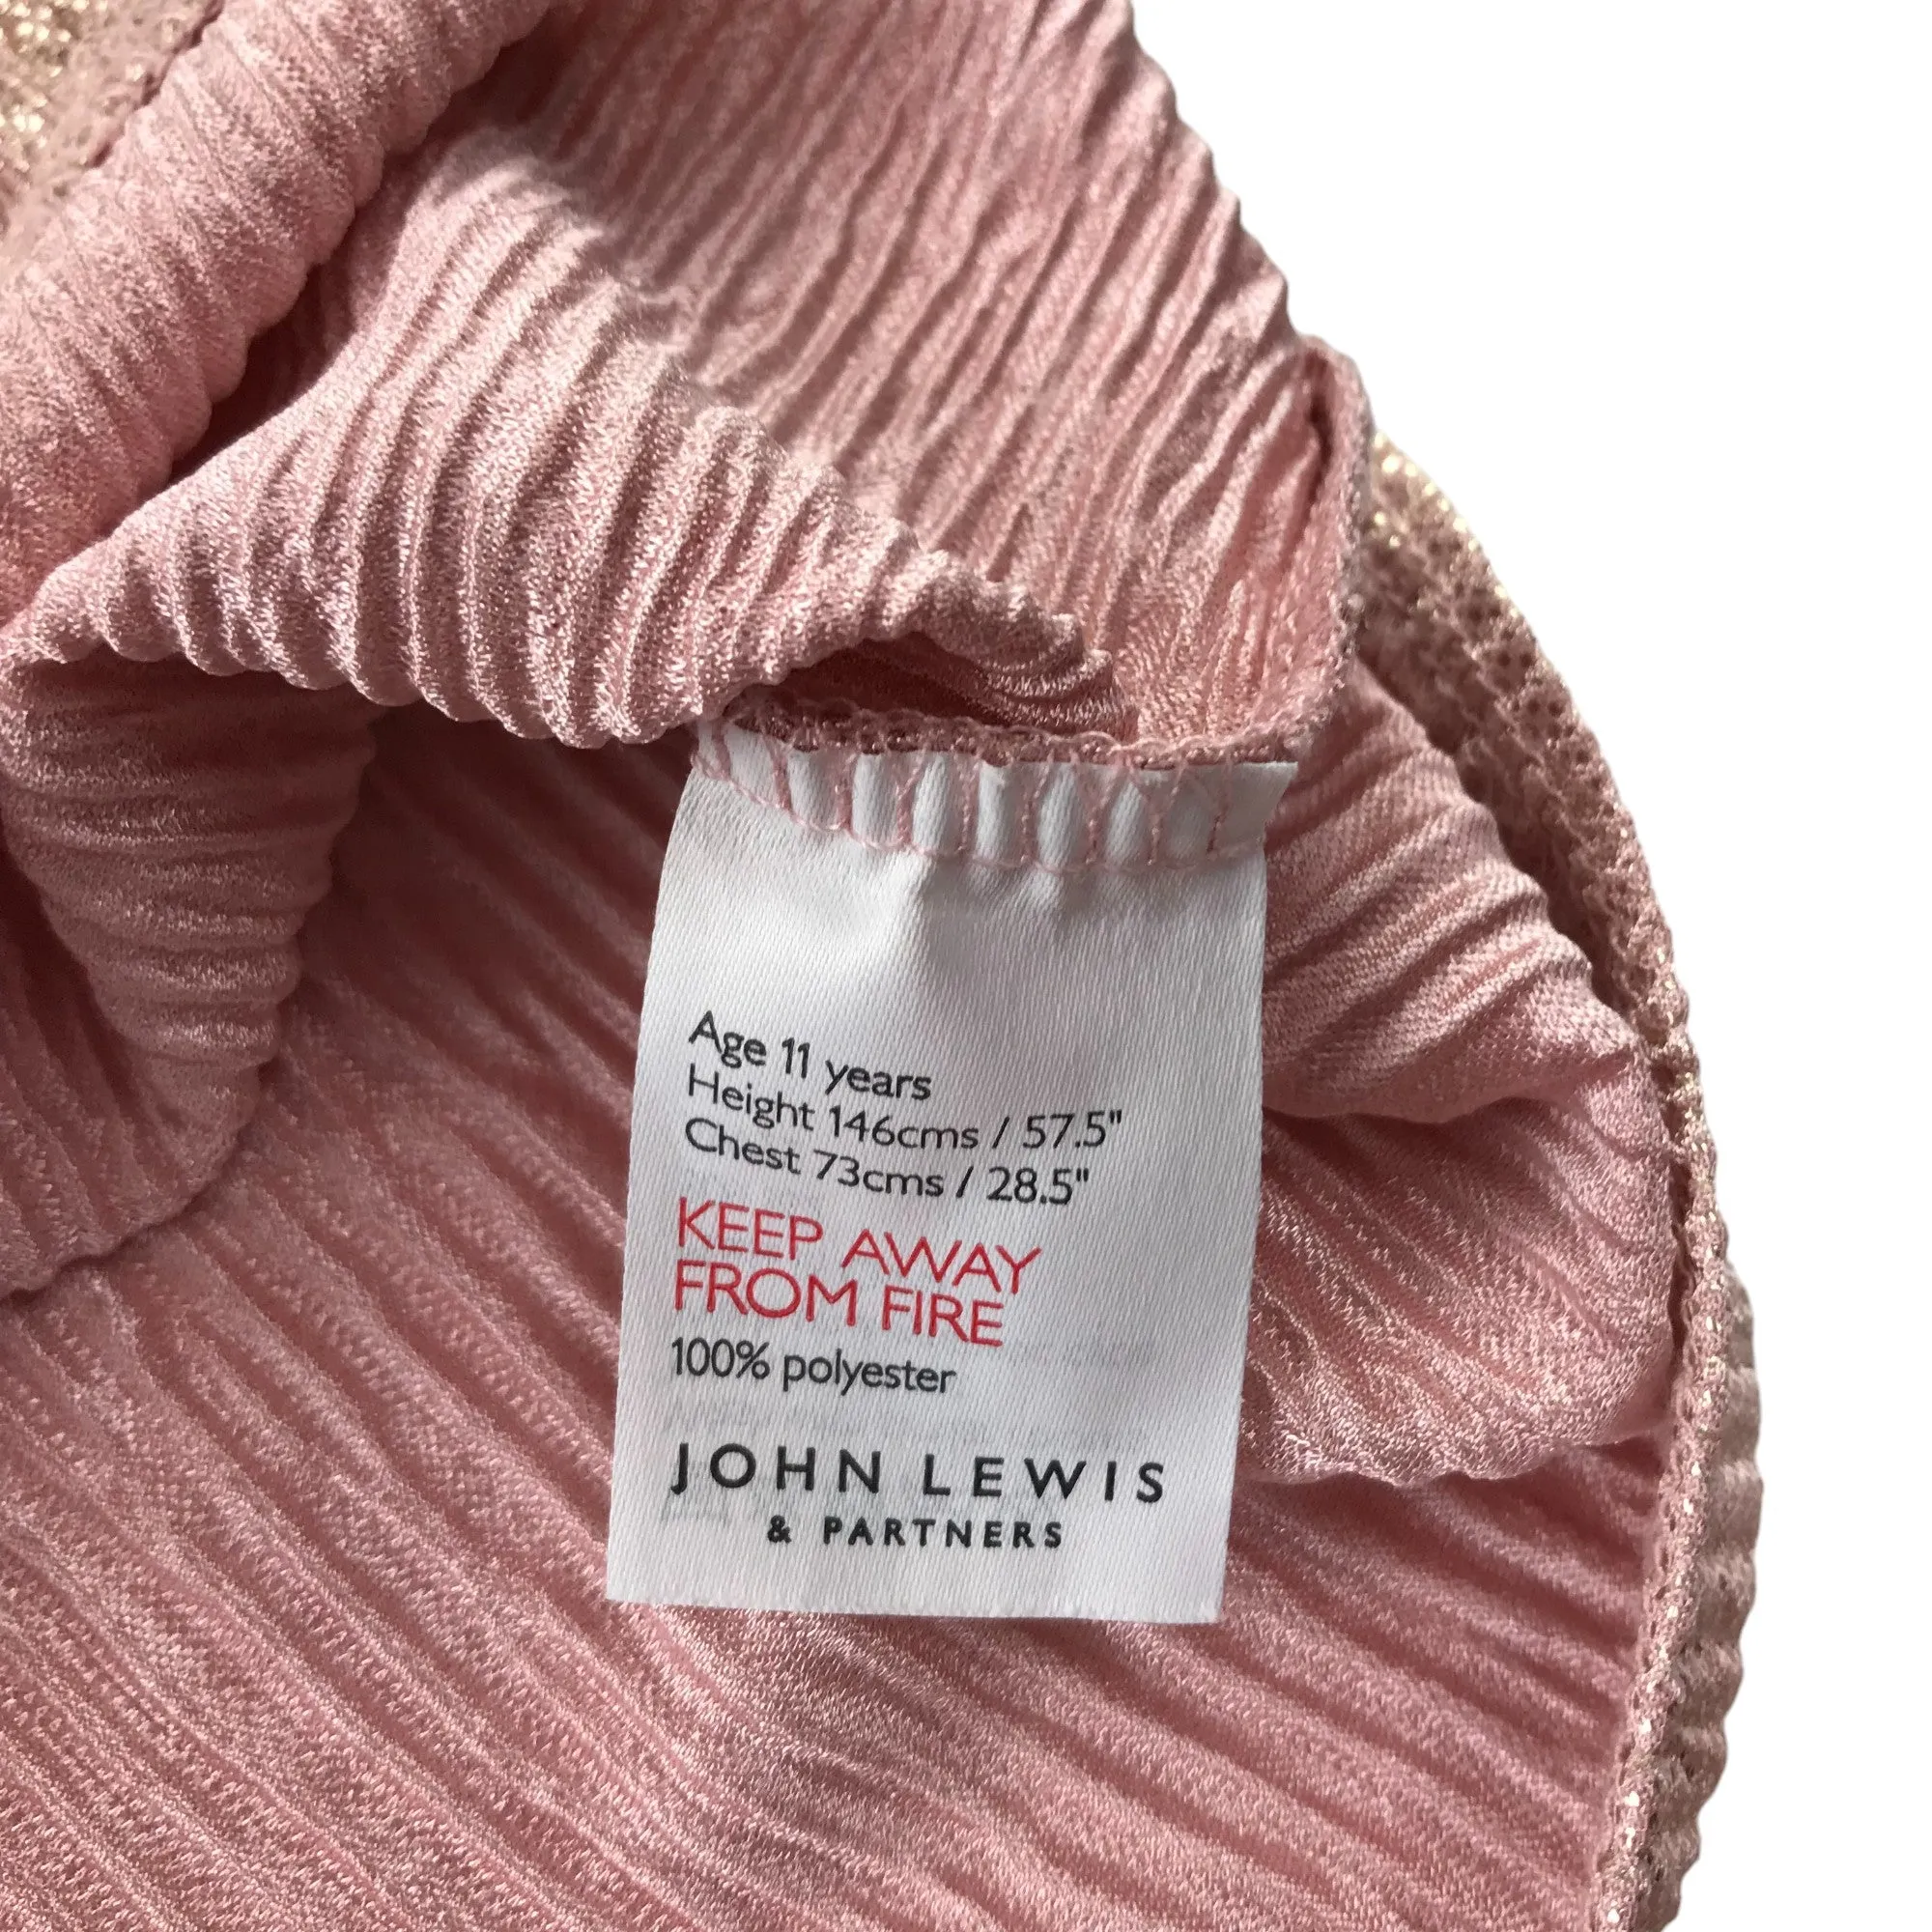 Age 11 years
Height 146cms / 57.5"
Chest 73cms / 28.5"
KEEP AWAY
FROM FIRE
100% polyester
JOHN LEWIS
& PARTNERS